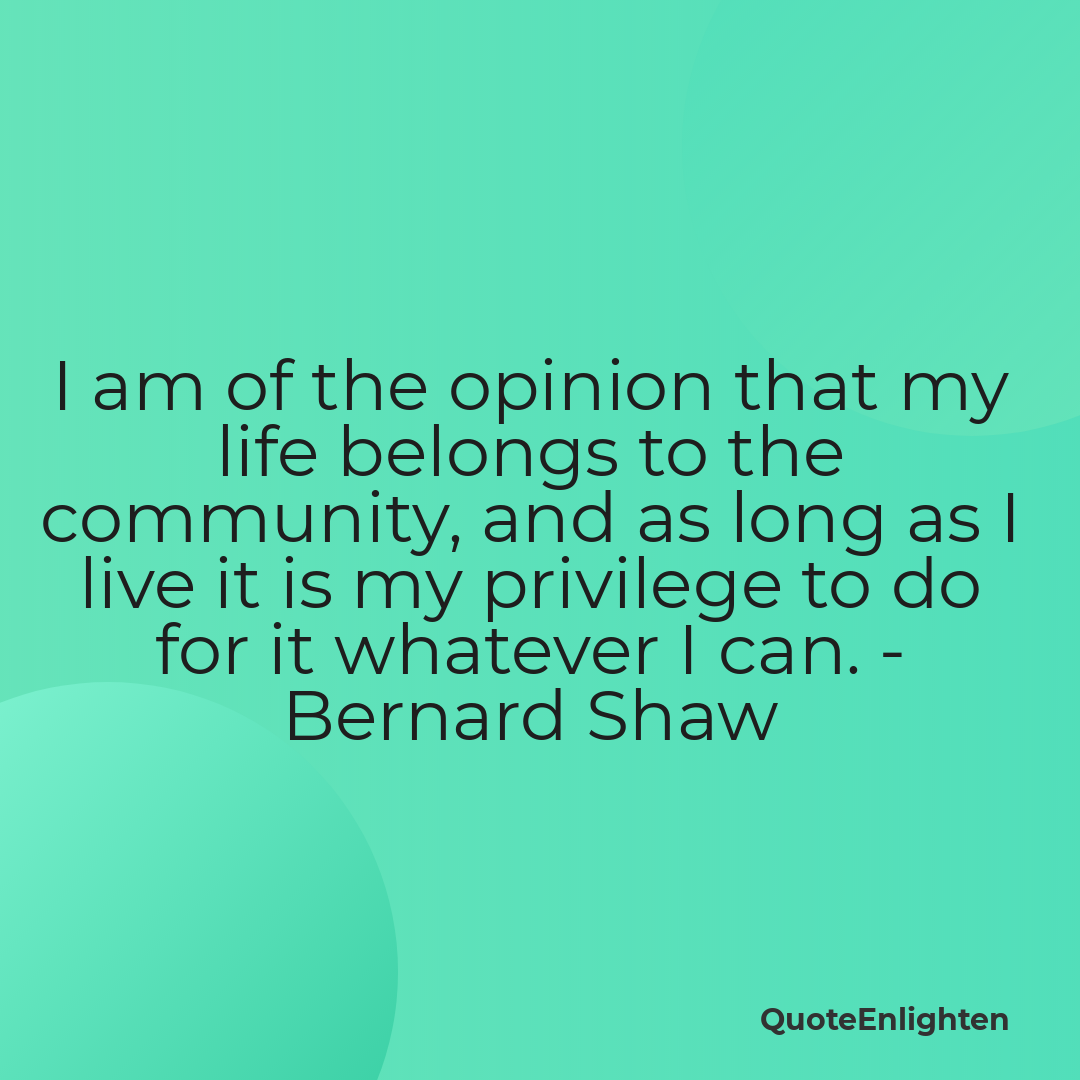 I am of the opinion that my
life belongs to the
community, and as long as I
live it is my privilege to do
for it whatever I can. -
Bernard Shaw
QuoteEnlighten